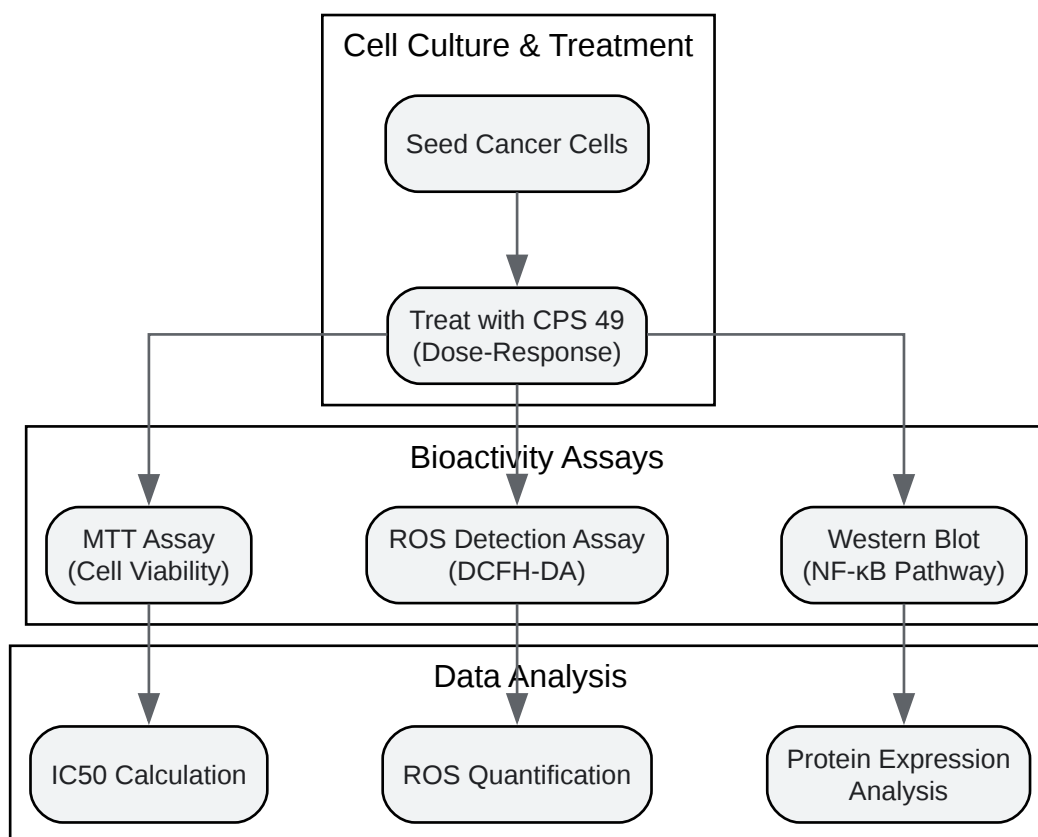 Cell Culture & Treatment
Seed Cancer Cells
Treat with CPS 49
(Dose-Response)
Bioactivity Assays
MTT Assay
(Cell Viability)
ROS Detection Assay
(DCFH-DA)
Western Blot
(NF-κB Pathway)
Data Analysis
IC50 Calculation
ROS Quantification
Protein Expression
Analysis